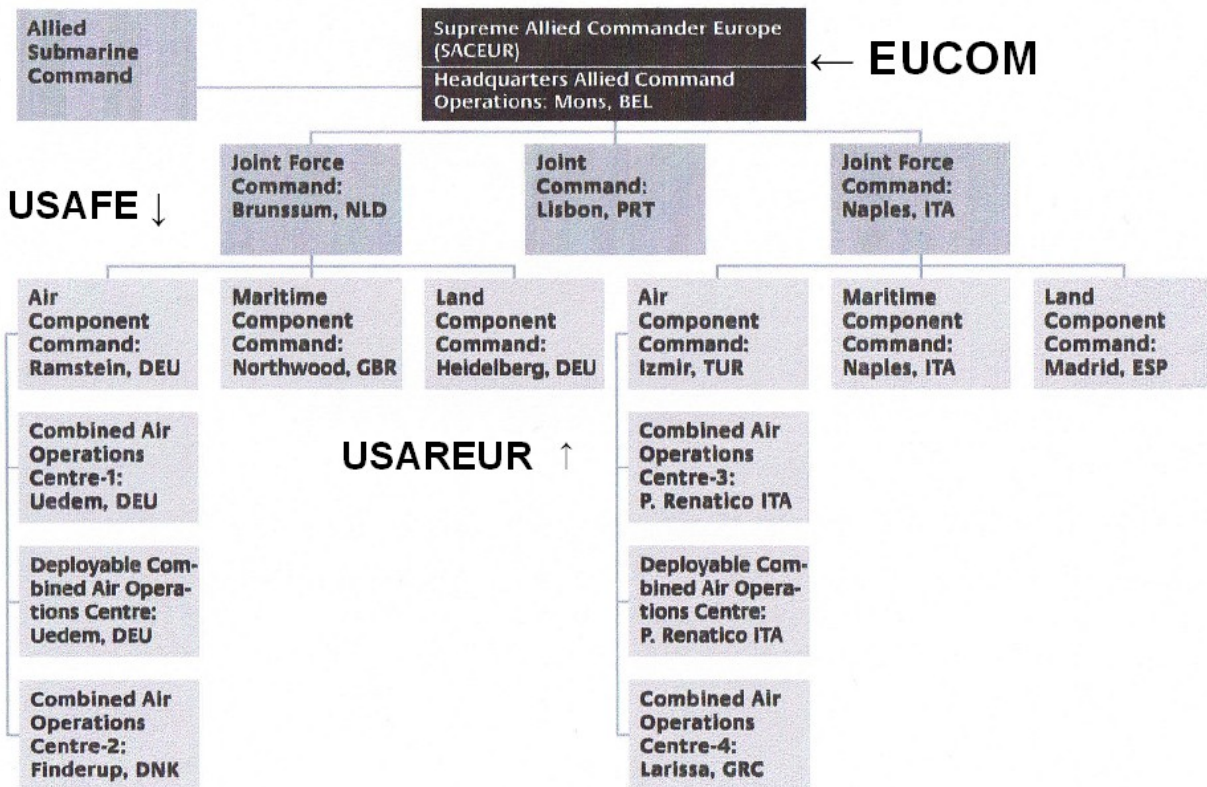 Allied
Submarine
Command
Supreme Allied Commander Europe
(SACEUR)
Headquarters Allied Command
Operations: Mons, BEL
← EUCOM
Joint Force
Command:
Brunssum, NLD
Joint
Command:
Lisbon, PRT
Joint Force
Command:
Naples, ITA
USAFE ↓
Air
Component
Command:
Ramstein, DEU
Maritime
Component
Command:
Northwood, GBR
Land
Component
Command:
Heidelberg, DEU
Air
Component
Command:
Izmir, TUR
Maritime
Component
Command:
Naples, ITA
Land
Component
Command:
Madrid, ESP
Combined Air
Operations
Centre-1:
Uedem, DEU
USAREUR ↑
Combined Air
Operations
Centre-3:
P. Renatico ITA
Deployable Com-
bined Air Opera-
tions Centre:
Uedem, DEU
Deployable Com-
bined Air Opera-
tions Centre:
P. Renatico ITA
Combined Air
Operations
Centre-2:
Finderup, DNK
Combined Air
Operations
Centre-4:
Larissa, GRC